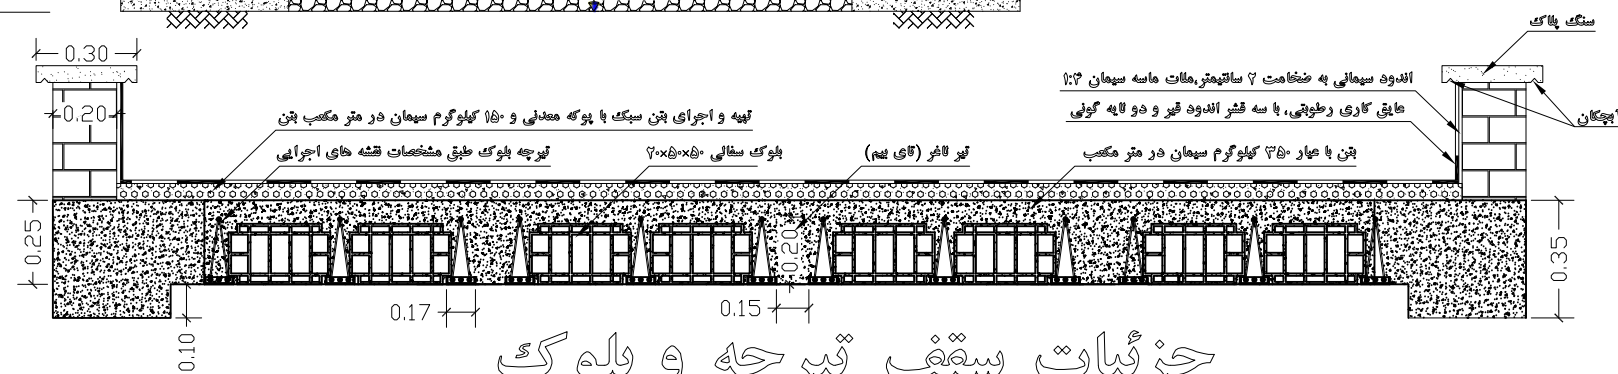 سنگ پلاک
0.30
اندود سیمانی به ضخامت ۲ سانتیمتر,ملات ماسه سیمان ۱:۴
0.20
تهیه و اجرای بتن سبک با پوکه معدنی و ۱۵۰ کیلوگرم سیمان در متر مکعب بتن
عایق کاری رطوبتی، با سه قشر اندود قیر و دو لایه گونی
آبچکان
بتن با عیار ۳۵۰ کیلوگرم سیمان در متر مکعب
تیر لاغر (تای بیم)
بلوک سفالی ۵۰×۵۰×۲۰
تیرچه بلوک طبق مشخصات نقشه های اجرایی
0.25
0.20
0.35
0.17
0.15
0.10
جزئیات سقف تیرچه و بلوک